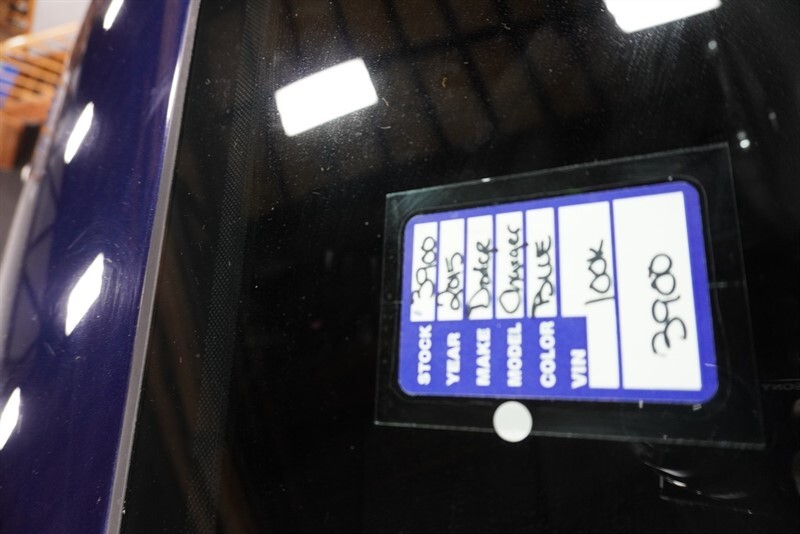 STOCK 3900
YEAR 2015
MAKE Dodge
MODEL Charger
COLOR BLUE
VIN 100K
3900